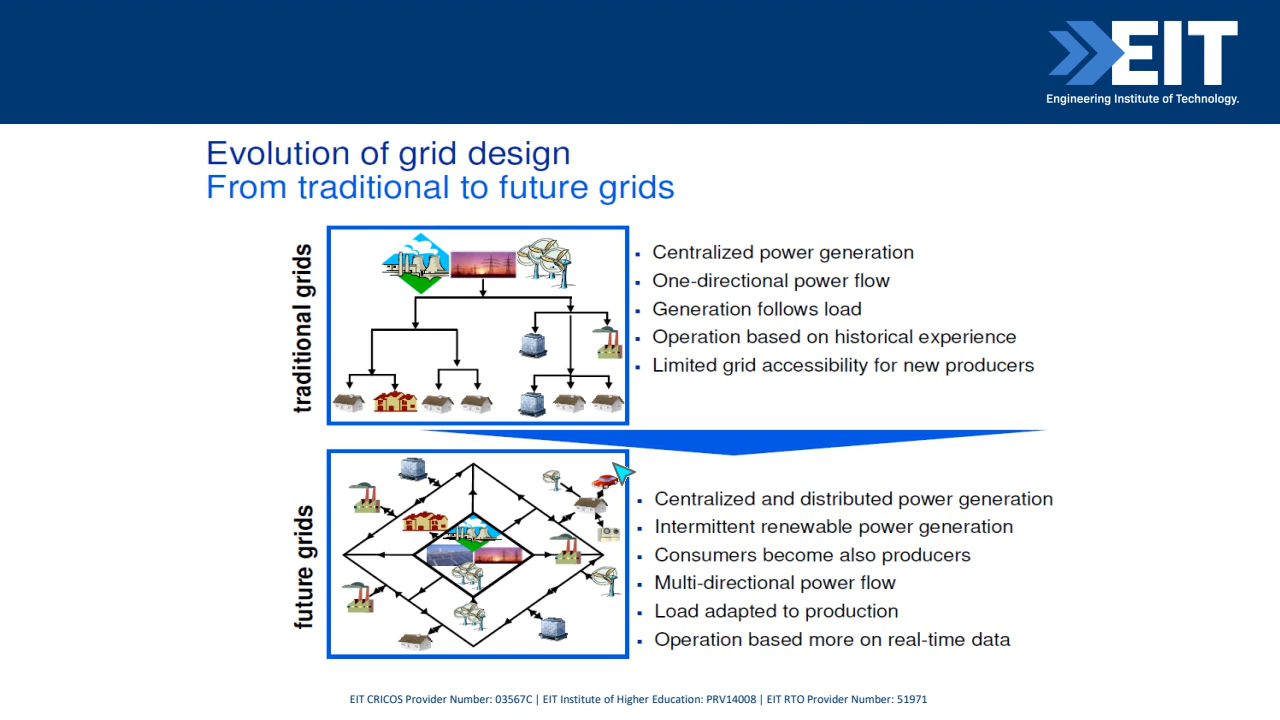 EIT
Engineering Institute of Technology.
Evolution of grid design
From traditional to future grids
traditional grids
Centralized power generation
One-directional power flow
Generation follows load
Operation based on historical experience
Limited grid accessibility for new producers
future grids
Centralized and distributed power generation
Intermittent renewable power generation
Consumers become also producers
Multi-directional power flow
Load adapted to production
Operation based more on real-time data
EIT CRICOS Provider Number: 03567C | EIT Institute of Higher Education: PRV14008 | EIT RTO Provider Number: 51971